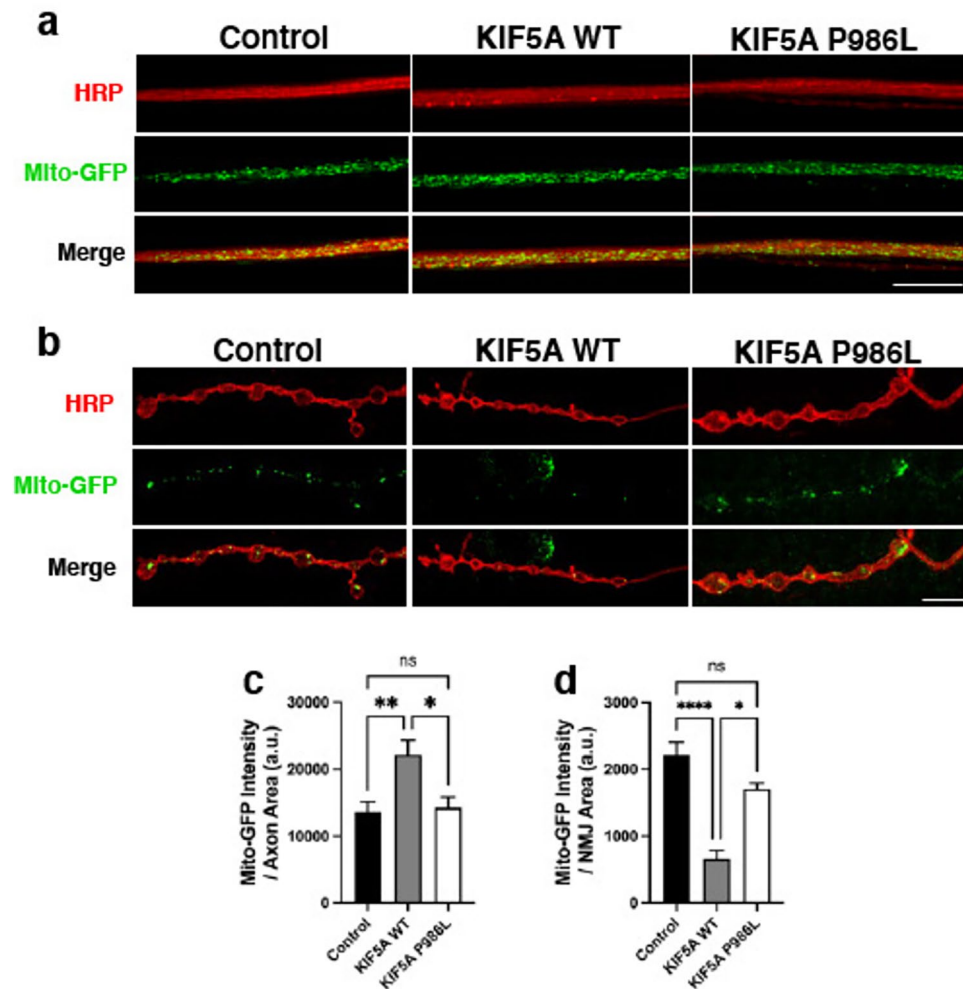 a
Control KIF5A WT KIF5A P986L
HRP
Mito-GFP
Merge
b
Control KIF5A WT KIF5A P986L
HRP
Mito-GFP
Merge
c
ns
** *
30000
20000
10000
0
Mito-GFP Intensity
/ Axon Area (a.u.)
Control
KIF5A WT
KIF5A P986L
d
ns
**** *
3000
2000
1000
0
Mito-GFP Intensity
/ NMJ Area (a.u.)
Control
KIF5A WT
KIF5A P986L